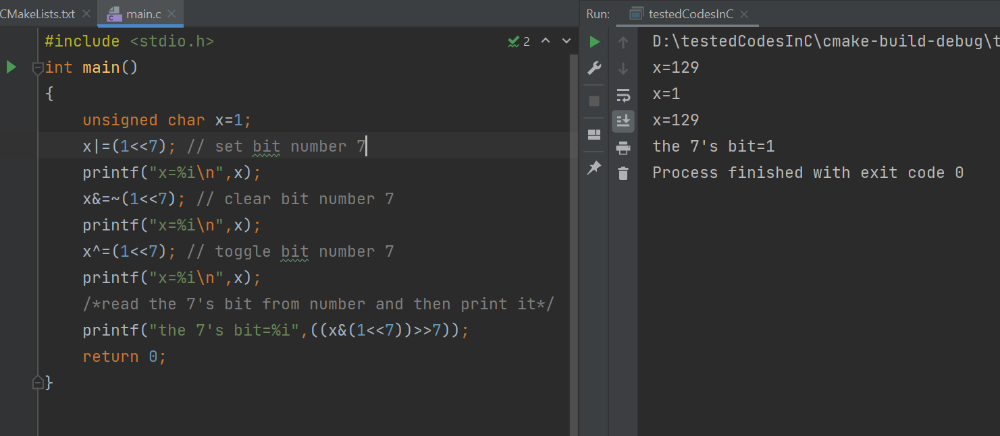 CMakeLists.txt
main.c
#include <stdio.h>
2
int main()
{
unsigned char x=1;
x|=(1<<7); // set bit number 7
printf("x=%i\n",x);
x&=~(1<<7); // clear bit number 7
printf("x=%i\n",x);
x^=(1<<7); // toggle bit number 7
printf("x=%i\n",x);
/*read the 7's bit from number and then print it*/
printf("the 7's bit=%i",((x&(1<<7))>>7));
return 0;
}
Run:
testedCodesInC
D:\testedCodesInC\cmake-build-debug\t
x=129
x=1
x=129
the 7's bit=1
Process finished with exit code 0